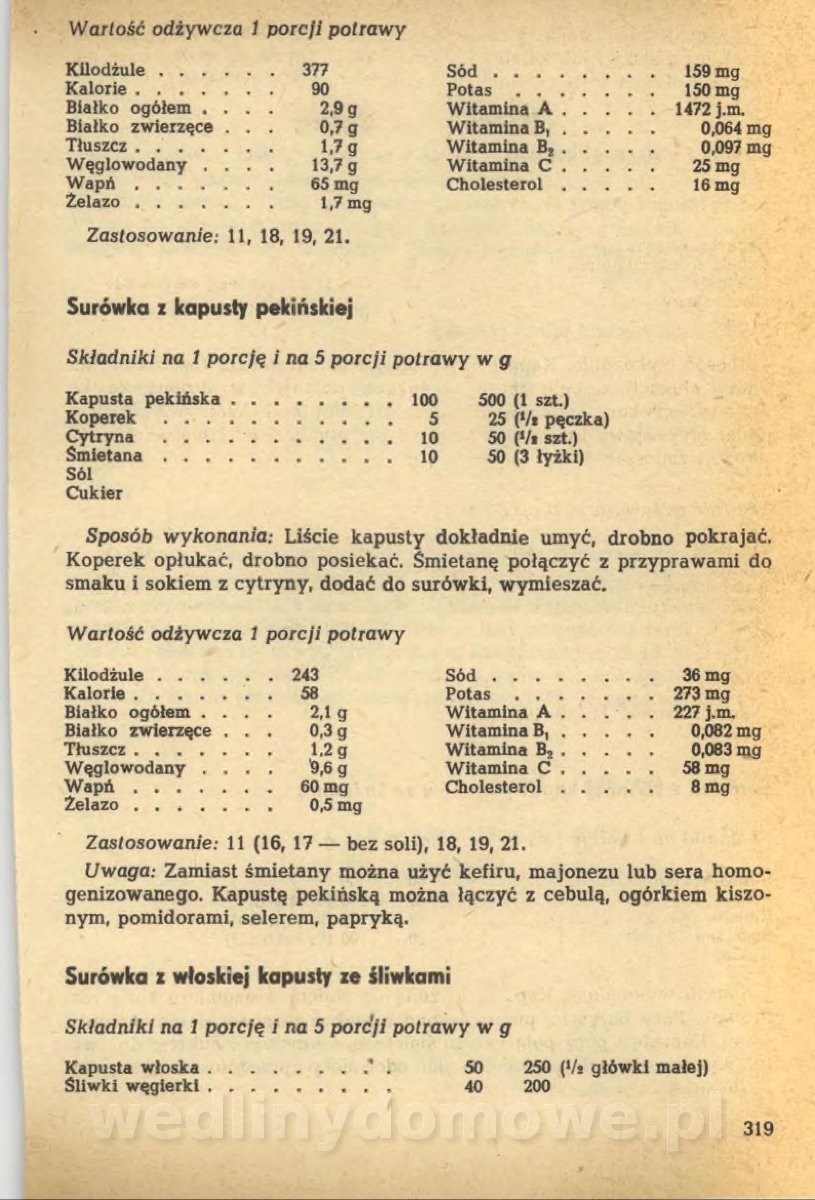 Wartość odżywcza 1 porcji potrawy
Kilodżule . . . . . . 377
Kalorie . . . . . . . 90
Białko ogółem . . . . 2,9 g
Białko zwierzęce . . . 0,7 g
Tłuszcz . . . . . . . 1,7 g
Węglowodany . . . . 13,7 g
Wapń . . . . . . . 65 mg
Żelazo . . . . . . . 1,7 mg
Sód . . . . . . . . 159 mg
Potas . . . . . . . 150 mg
Witamina A . . . . . 1472 j.m.
Witamina B₁ . . . . . 0,064 mg
Witamina B₂ . . . . . 0,097 mg
Witamina C . . . . . 25 mg
Cholesterol . . . . . 16 mg
Zastosowanie: 11, 18, 19, 21.
Surówka z kapusty pekińskiej
Składniki na 1 porcję i na 5 porcji potrawy w g
Kapusta pekińska . . . . . . . . 100 500 (1 szt.)
Koperek . . . . . . . . . . . 5 25 (¹/₂ pęczka)
Cytryna . . . . . . . . . . . 10 50 (¹/₂ szt.)
Śmietana . . . . . . . . . . . 10 50 (3 łyżki)
Sól
Cukier
Sposób wykonania: Liście kapusty dokładnie umyć, drobno pokrajać.
Koperek opłukać, drobno posiekać. Śmietanę połączyć z przyprawami do
smaku i sokiem z cytryny, dodać do surówki, wymieszać.
Wartość odżywcza 1 porcji potrawy
Kilodżule . . . . . . 243
Kalorie . . . . . . . 58
Białko ogółem . . . . 2,1 g
Białko zwierzęce . . . 0,3 g
Tłuszcz . . . . . . . 1,2 g
Węglowodany . . . . 9,6 g
Wapń . . . . . . . 60 mg
Żelazo . . . . . . . 0,5 mg
Sód . . . . . . . . 36 mg
Potas . . . . . . . 273 mg
Witamina A . . . . . 227 j.m.
Witamina B₁ . . . . . 0,082 mg
Witamina B₂ . . . . . 0,083 mg
Witamina C . . . . . 58 mg
Cholesterol . . . . . 8 mg
Zastosowanie: 11 (16, 17 — bez soli), 18, 19, 21.
Uwaga: Zamiast śmietany można użyć kefiru, majonezu lub sera homo-
genizowanego. Kapustę pekińską można łączyć z cebulą, ogórkiem kiszo-
nym, pomidorami, selerem, papryką.
Surówka z włoskiej kapusty ze śliwkami
Składniki na 1 porcję i na 5 porcji potrawy w g
Kapusta włoska . . . . . . . . . 50 250 (¹/₂ główki małej)
Śliwki węgierki . . . . . . . . . 40 200
wedlinydomowe.pl
319